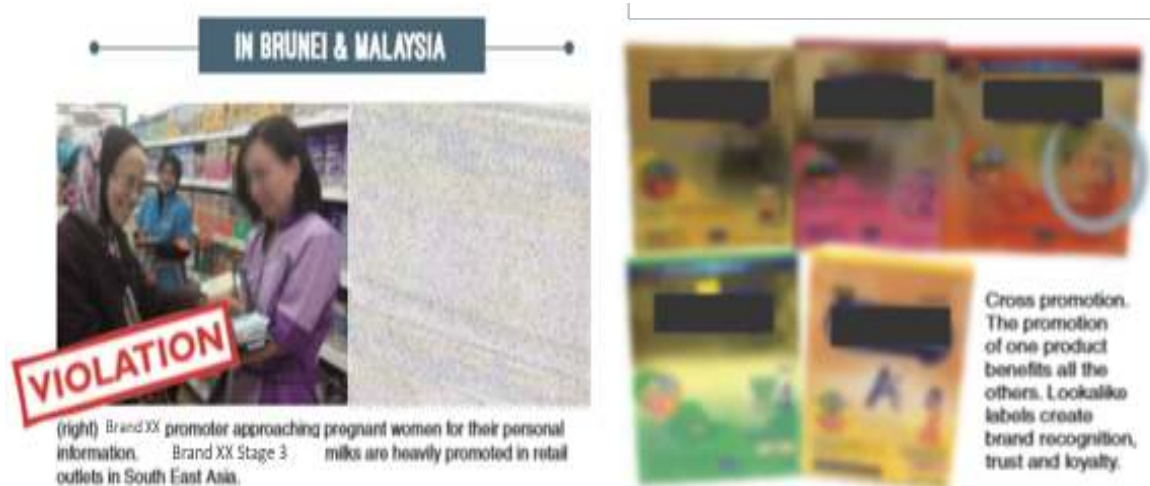 IN BRUNEI & MALAYSIA
VIOLATION
(right) Brand XX promoter approaching pregnant women for their personal
information. Brand XX Stage 3 milks are heavily promoted in retail
outlets in South East Asia.
Cross promotion.
The promotion
of one product
benefits all the
others. Lookalike
labels create
brand recognition,
trust and loyalty.